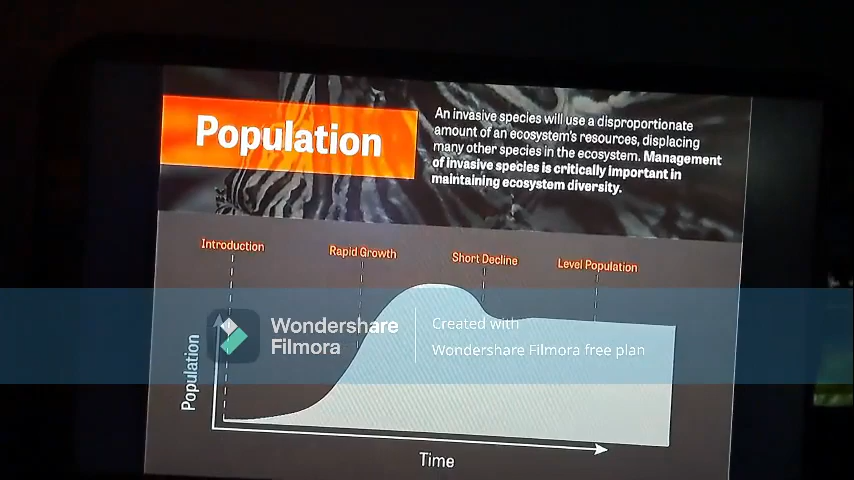 Population
An invasive species will use a disproportionate
amount of an ecosystem's resources, displacing
many other species in the ecosystem. Management
of invasive species is critically important in
maintaining ecosystem diversity.
Introduction
Rapid Growth
Short Decline
Level Population
Wondershare
Filmora
Created with
Wondershare Filmora free plan
Population
Time